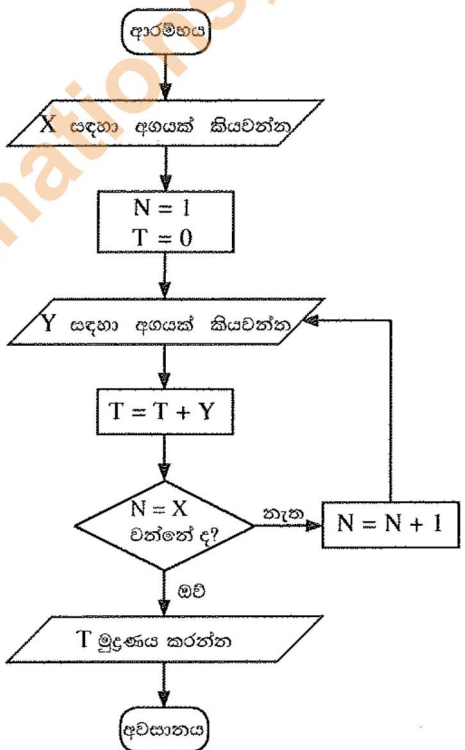 ආරම්භය
X සඳහා අගයක් කියවන්න
N = 1
T = 0
Y සඳහා අගයක් කියවන්න
T = T + Y
N = X
වන්නේ ද?
නැත
N = N + 1
ඔව්
T මුද්‍රණය කරන්න
අවසානය